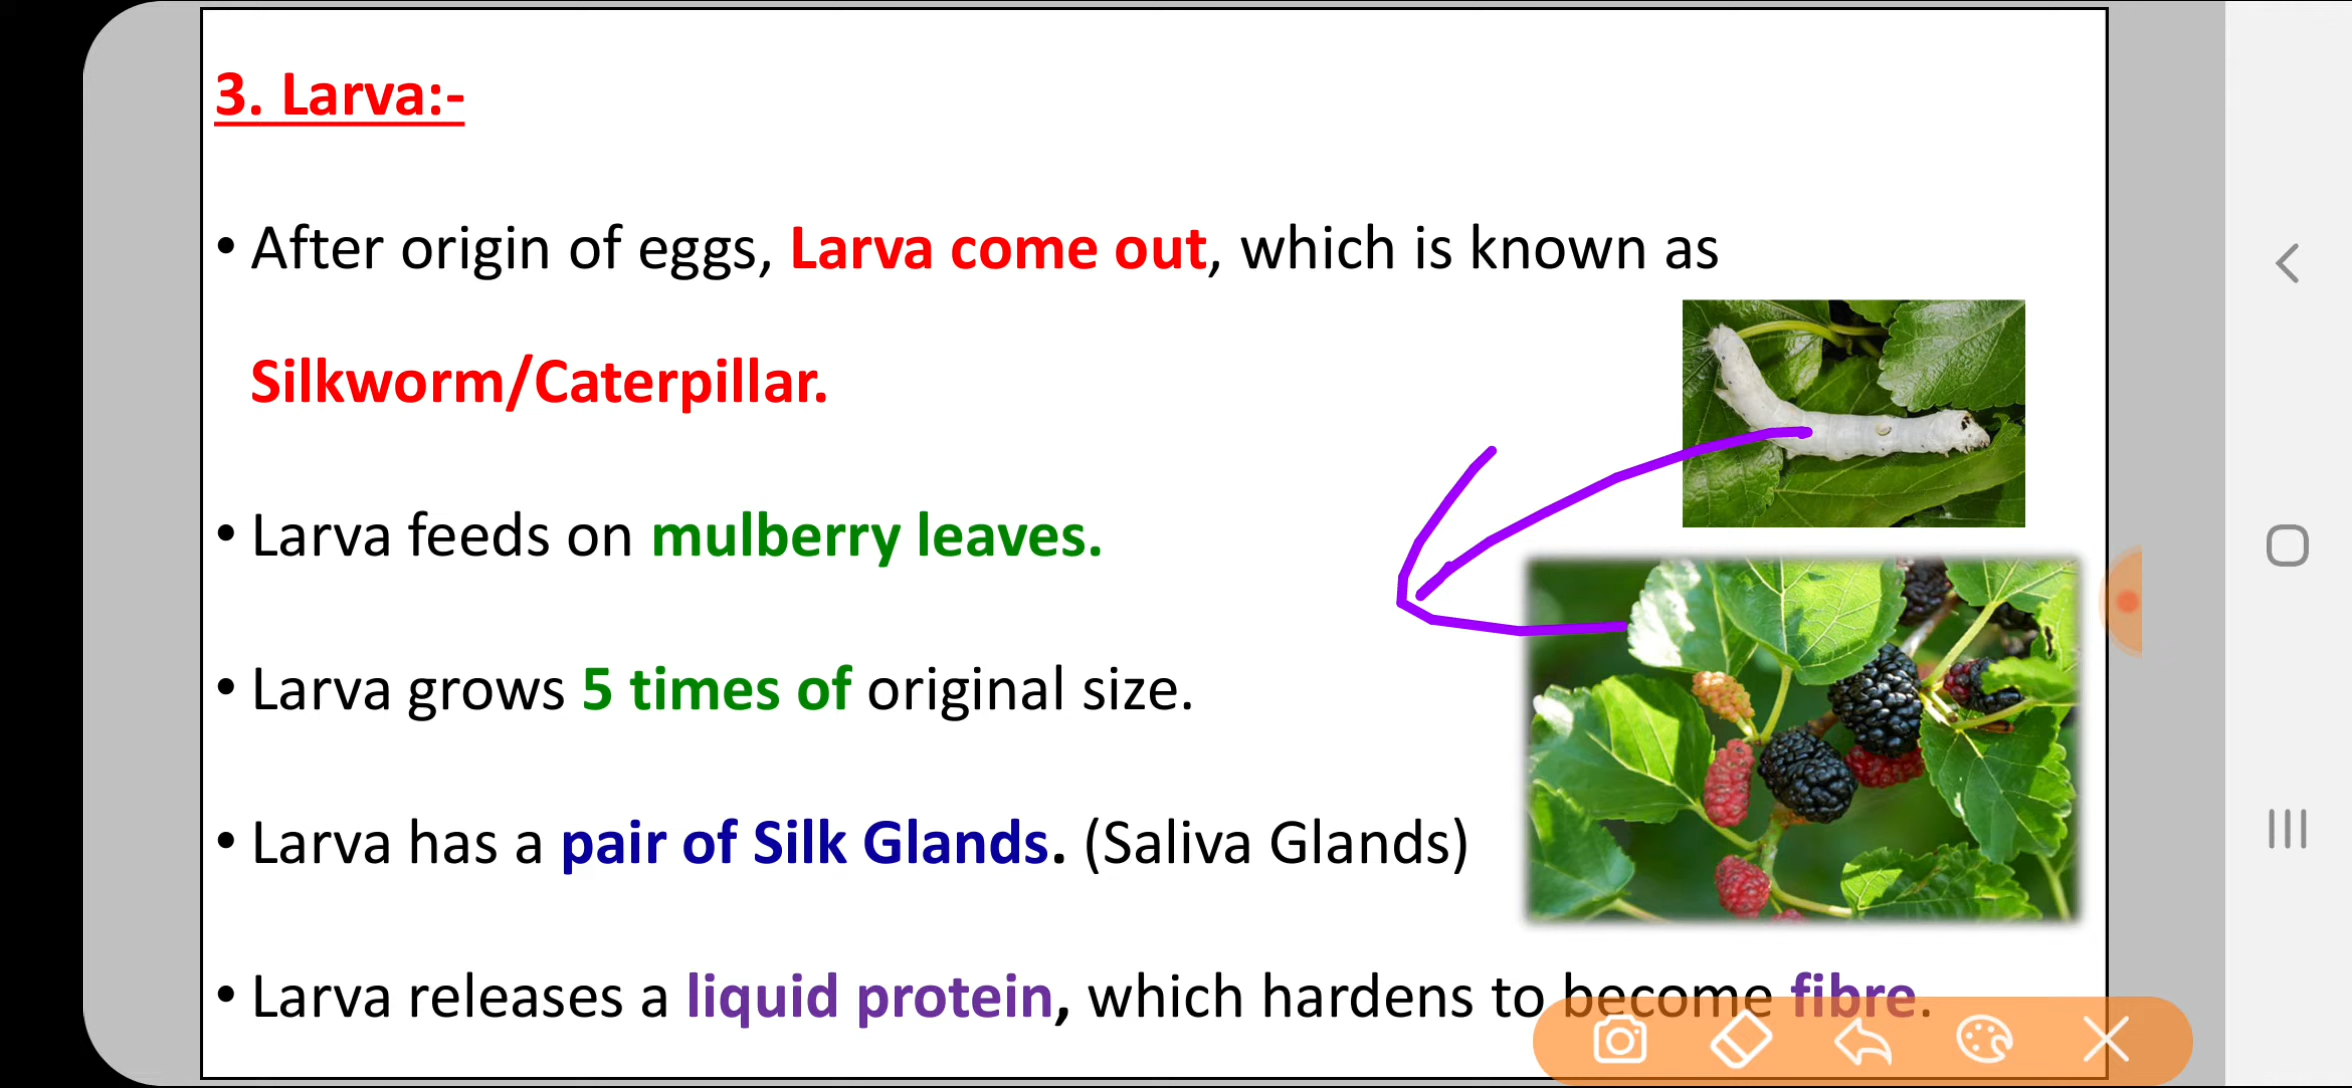 3. Larva:-
• After origin of eggs, Larva come out, which is known as
Silkworm/Caterpillar.
• Larva feeds on mulberry leaves.
• Larva grows 5 times of original size.
• Larva has a pair of Silk Glands. (Saliva Glands)
• Larva releases a liquid protein, which hardens to become fibre.